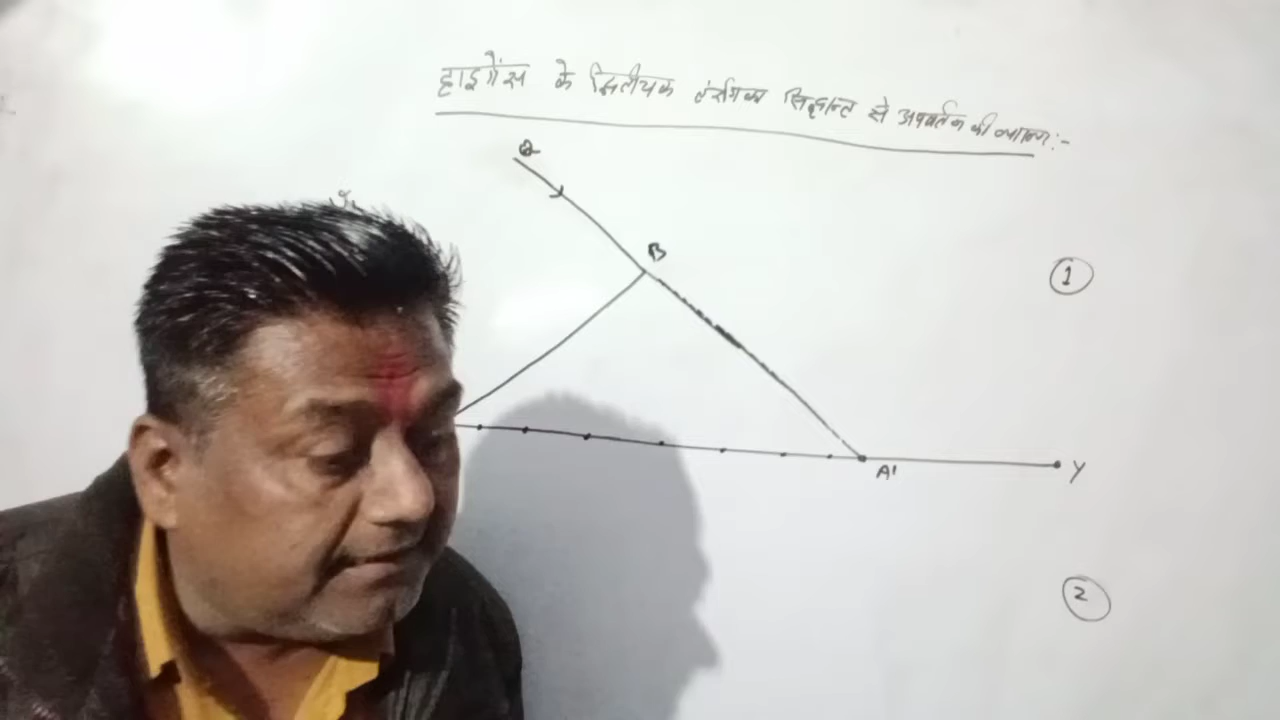 हाइगेंस के द्वितीयक तरंगिका सिद्धान्त से अपवर्तन की व्याख्या :-
Q
B
1
A'
Y
2